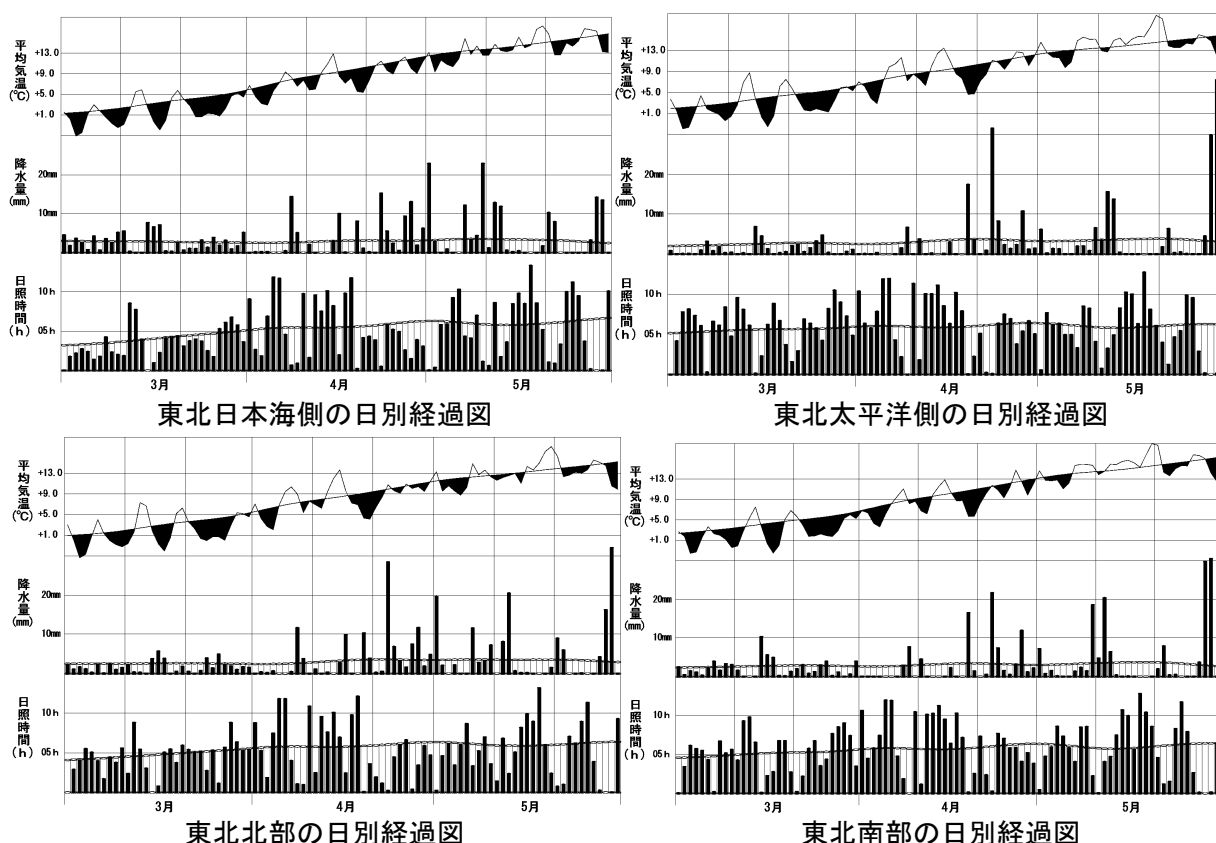 平均気温(℃)
+13.0
+9.0
+5.0
+1.0
降水量(mm)
20mm
10mm
日照時間(h)
10h
05h
3月 4月 5月
東北日本海側の日別経過図
平均気温(℃)
+13.0
+9.0
+5.0
+1.0
降水量(mm)
20mm
10mm
日照時間(h)
10h
05h
3月 4月 5月
東北太平洋側の日別経過図
平均気温(℃)
+13.0
+9.0
+5.0
+1.0
降水量(mm)
20mm
10mm
日照時間(h)
10h
05h
3月 4月 5月
東北北部の日別経過図
平均気温(℃)
+13.0
+9.0
+5.0
+1.0
降水量(mm)
20mm
10mm
日照時間(h)
10h
05h
3月 4月 5月
東北南部の日別経過図